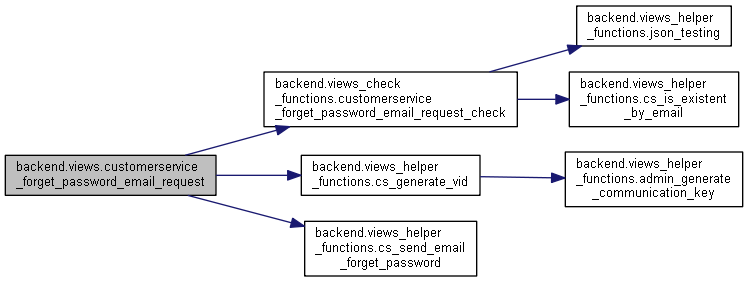 backend.views_helper
_functions.json_testing
backend.views_check
_functions.customerservice
_forget_password_email_request_check
backend.views_helper
_functions.cs_is_existent
_by_email
backend.views.customerservice
_forget_password_email_request
backend.views_helper
_functions.cs_generate_vid
backend.views_helper
_functions.admin_generate
_communication_key
backend.views_helper
_functions.cs_send_email
_forget_password